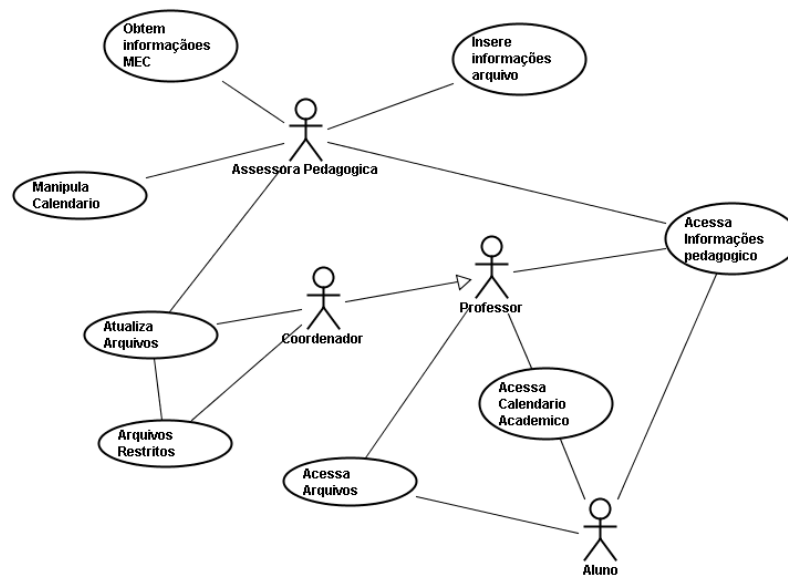 Obtem
informaçãoes
MEC
Insere
informações
arquivo
Assessora Pedagogica
Manipula
Calendario
Acessa
Informações
pedagogico
Professor
Coordenador
Atualiza
Arquivos
Acessa
Calendario
Academico
Arquivos
Restritos
Acessa
Arquivos
Aluno